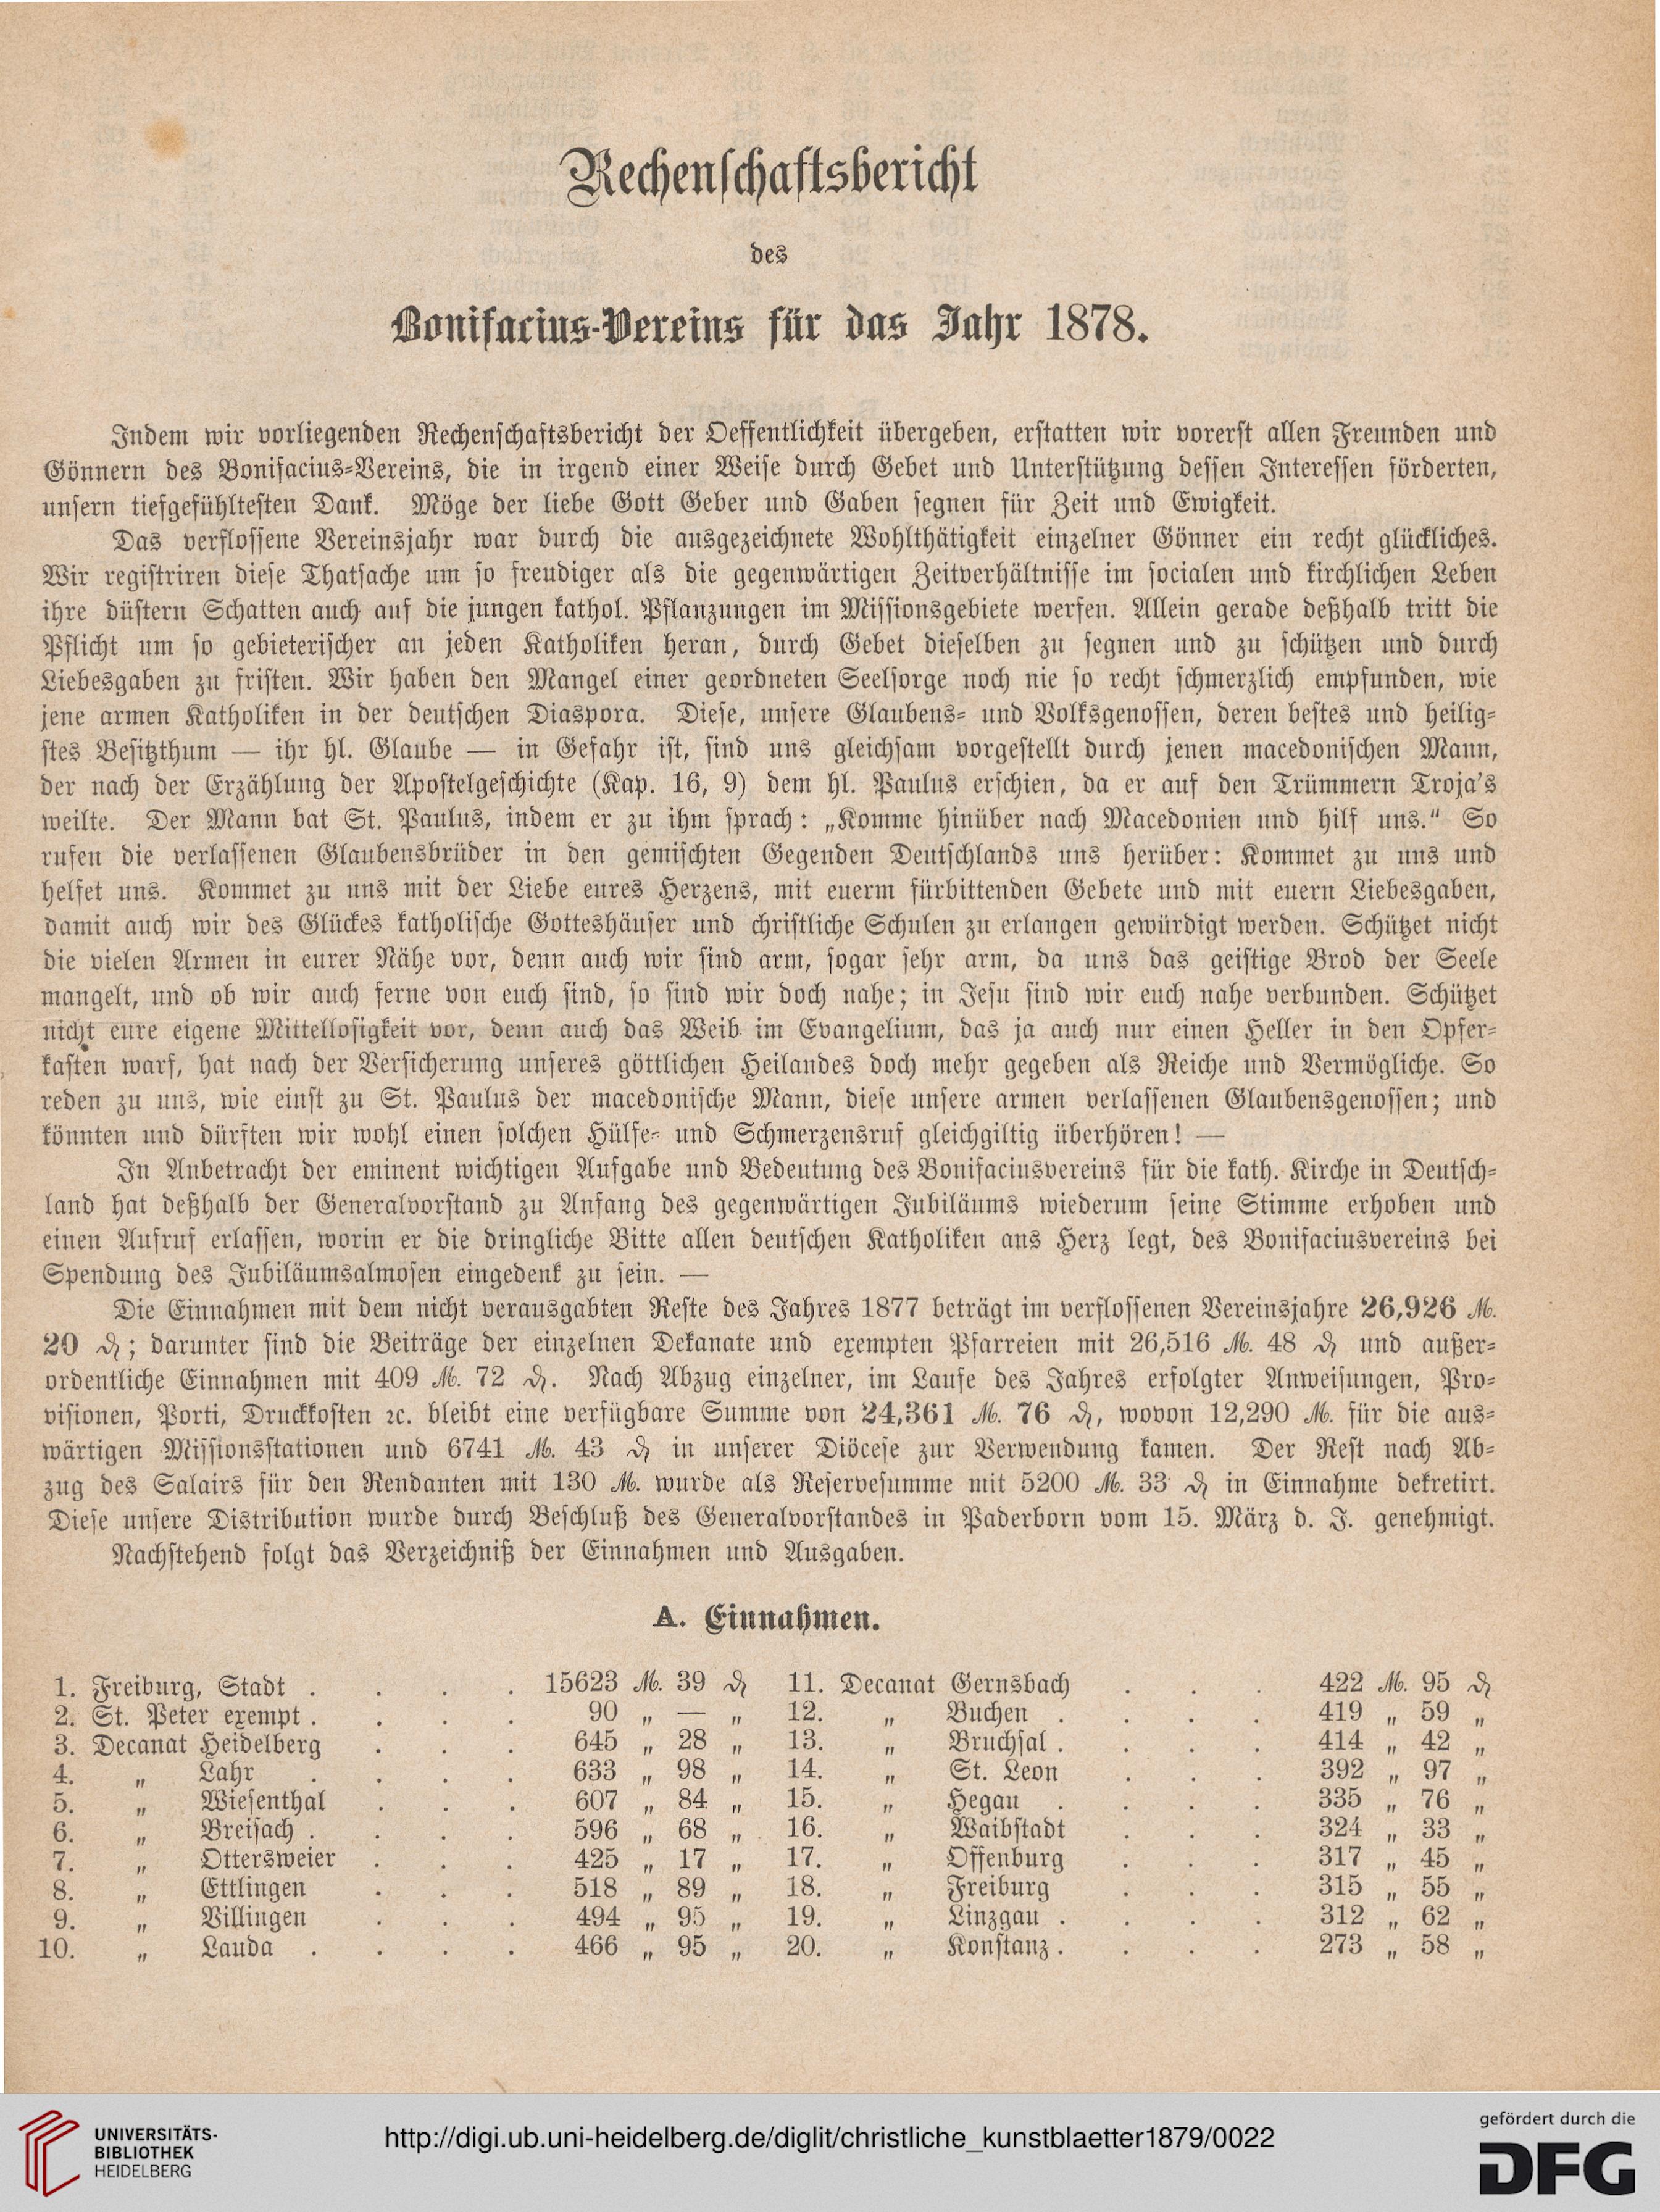 Rechenschaftsbericht
des
Bonifacius-Vereins für das Jahr 1878.
Indem wir vorliegenden Rechenschaftsbericht der Oeffentlichkeit übergeben, erstatten wir vorerst allen Freunden und
Gönnern des Bonifacius-Vereins, die in irgend einer Weise durch Gebet und Unterstützung dessen Interessen förderten,
unsern tiefgefühltesten Dank. Möge der liebe Gott Geber und Gaben segnen für Zeit und Ewigkeit.
Das verflossene Vereinsjahr war durch die ausgezeichnete Wohlthätigkeit einzelner Gönner ein recht glückliches.
Wir registriren diese Thatsache um so freudiger als die gegenwärtigen Zeitverhältnisse im socialen und kirchlichen Leben
ihre düstern Schatten auch auf die jungen kathol. Pflanzungen im Missionsgebiete werfen. Allein gerade deßhalb tritt die
Pflicht um so gebieterischer an jeden Katholiken heran, durch Gebet dieselben zu segnen und zu schützen und durch
Liebesgaben zu fristen. Wir haben den Mangel einer geordneten Seelsorge noch nie so recht schmerzlich empfunden, wie
jene armen Katholiken in der deutschen Diaspora. Diese, unsere Glaubens- und Volksgenossen, deren bestes und heilig-
stes Besitzthum — ihr hl. Glaube — in Gefahr ist, sind uns gleichsam vorgestellt durch jenen macedonischen Mann,
der nach der Erzählung der Apostelgeschichte (Kap. 16, 9) dem hl. Paulus erschien, da er auf den Trümmern Troja's
weilte. Der Mann bat St. Paulus, indem er zu ihm sprach: „Komme hinüber nach Macedonien und hilf uns." So
rufen die verlassenen Glaubensbrüder in den gemischten Gegenden Deutschlands uns herüber: Kommet zu uns und
helfet uns. Kommet zu uns mit der Liebe eures Herzens, mit euerm fürbittenden Gebete und mit euern Liebesgaben,
damit auch wir des Glückes katholische Gotteshäuser und christliche Schulen zu erlangen gewürdigt werden. Schützet nicht
die vielen Armen in eurer Nähe vor, denn auch wir sind arm, sogar sehr arm, da uns das geistige Brod der Seele
mangelt, und ob wir auch ferne von euch sind, so sind wir doch nahe; in Jesu sind wir euch nahe verbunden. Schützet
nicht eure eigene Mittellosigkeit vor, denn auch das Weib im Evangelium, das ja auch nur einen Heller in den Opfer-
kasten warf, hat nach der Versicherung unseres göttlichen Heilandes doch mehr gegeben als Reiche und Vermögliche. So
reden zu uns, wie einst zu St. Paulus der macedonische Mann, diese unsere armen verlassenen Glaubensgenossen; und
könnten und dürften wir wohl einen solchen Hülfe- und Schmerzensruf gleichgiltig überhören! —
In Anbetracht der eminent wichtigen Aufgabe und Bedeutung des Bonifaciusvereins für die kath. Kirche in Deutsch-
land hat deßhalb der Generalvorstand zu Anfang des gegenwärtigen Jubiläums wiederum seine Stimme erhoben und
einen Aufruf erlassen, worin er die dringliche Bitte allen deutschen Katholiken ans Herz legt, des Bonifaciusvereins bei
Spendung des Jubiläumsalmosen eingedenk zu sein. —
Die Einnahmen mit dem nicht verausgabten Reste des Jahres 1877 beträgt im verflossenen Vereinsjahre 26,926 ℳ.
20 ₰; darunter sind die Beiträge der einzelnen Dekanate und exempten Pfarreien mit 26,516 ℳ. 48 ₰ und außer-
ordentliche Einnahmen mit 409 ℳ. 72 ₰. Nach Abzug einzelner, im Laufe des Jahres erfolgter Anweisungen, Pro-
visionen, Porti, Druckkosten ꝛc. bleibt eine verfügbare Summe von 24,361 ℳ. 76 ₰, wovon 12,290 ℳ. für die aus-
wärtigen Missionsstationen und 6741 ℳ. 43 ₰ in unserer Diöcese zur Verwendung kamen. Der Rest nach Ab-
zug des Salairs für den Rendanten mit 130 ℳ. wurde als Reservesumme mit 5200 ℳ. 33 ₰ in Einnahme dekretirt.
Diese unsere Distribution wurde durch Beschluß des Generalvorstandes in Paderborn vom 15. März d. J. genehmigt.
Nachstehend folgt das Verzeichniß der Einnahmen und Ausgaben.
A. Einnahmen.
1. Freiburg, Stadt . . . . 15623 ℳ. 39 ₰
2. St. Peter exempt . . . . 90 „ — „
3. Decanat Heidelberg . . . 645 „ 28 „
4. „ Lahr . . . . 633 „ 98 „
5. „ Wiesenthal . . . 607 „ 84 „
6. „ Breisach . . . . 596 „ 68 „
7. „ Ottersweier . . . 425 „ 17 „
8. „ Ettlingen . . . 518 „ 89 „
9. „ Villingen . . . 494 „ 95 „
10. „ Lauda . . . . 466 „ 95 „
11. Decanat Gernsbach . . . 422 ℳ. 95 ₰
12. „ Buchen . . . . 419 „ 59 „
13. „ Bruchsal . . . . 414 „ 42 „
14. „ St. Leon . . . 392 „ 97 „
15. „ Hegau . . . . 335 „ 76 „
16. „ Waibstadt . . . 324 „ 33 „
17. „ Offenburg . . . 317 „ 45 „
18. „ Freiburg . . . 315 „ 55 „
19. „ Linzgau . . . . 312 „ 62 „
20. „ Konstanz . . . . 273 „ 58 „
UNIVERSITÄTS-
BIBLIOTHEK
HEIDELBERG
http://digi.ub.uni-heidelberg.de/diglit/christliche_kunstblaetter1879/0022
gefördert durch die
DFG